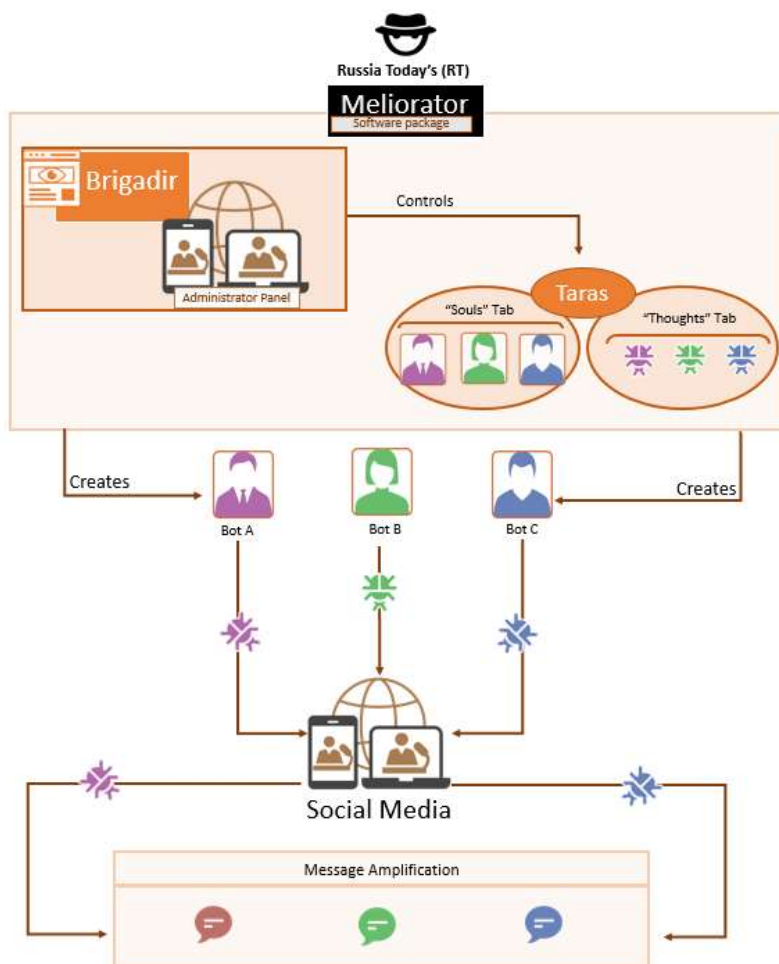 Russia Today's (RT)
Meliorator
Software package
Brigadir
Administrator Panel
Controls
Taras
"Souls" Tab
"Thoughts" Tab
Creates
Creates
Bot A
Bot B
Bot C
Social Media
Message Amplification